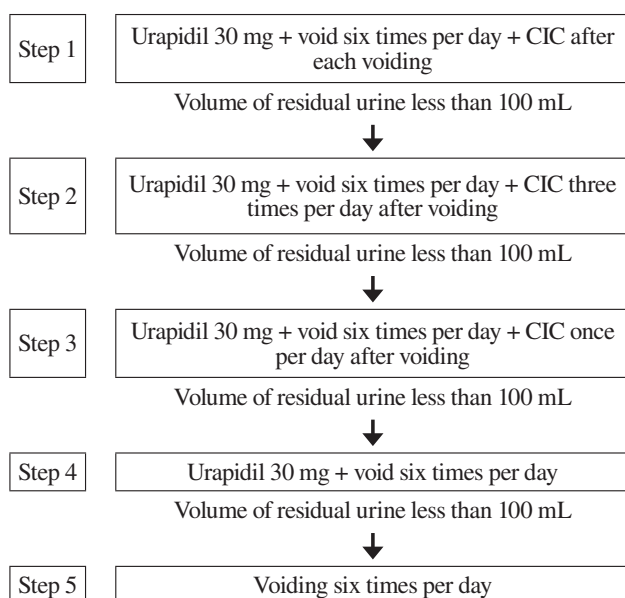 Step 1
Urapidil 30 mg + void six times per day + CIC after
each voiding
Volume of residual urine less than 100 mL
Step 2
Urapidil 30 mg + void six times per day + CIC three
times per day after voiding
Volume of residual urine less than 100 mL
Step 3
Urapidil 30 mg + void six times per day + CIC once
per day after voiding
Volume of residual urine less than 100 mL
Step 4
Urapidil 30 mg + void six times per day
Volume of residual urine less than 100 mL
Step 5
Voiding six times per day